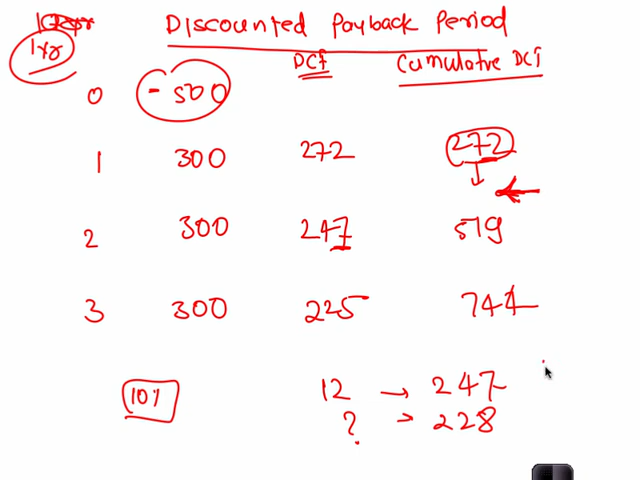 Discounted Payback Period
1yr
DCF Cumulative DCF
0 -500
1 300 272 272
2 300 247 519
3 300 225 744
10% 12 → 247
? → 228